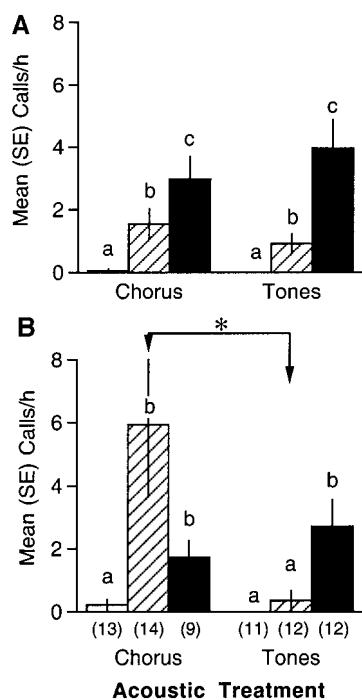 A
Mean (SE) Calls/h
8
6
4
2
0
a
b
c
a
b
c
Chorus
Tones
B
*
Mean (SE) Calls/h
8
6
4
2
0
a
b
b
a
a
b
(13) (14) (9) (11) (12) (12)
Chorus
Tones
Acoustic Treatment